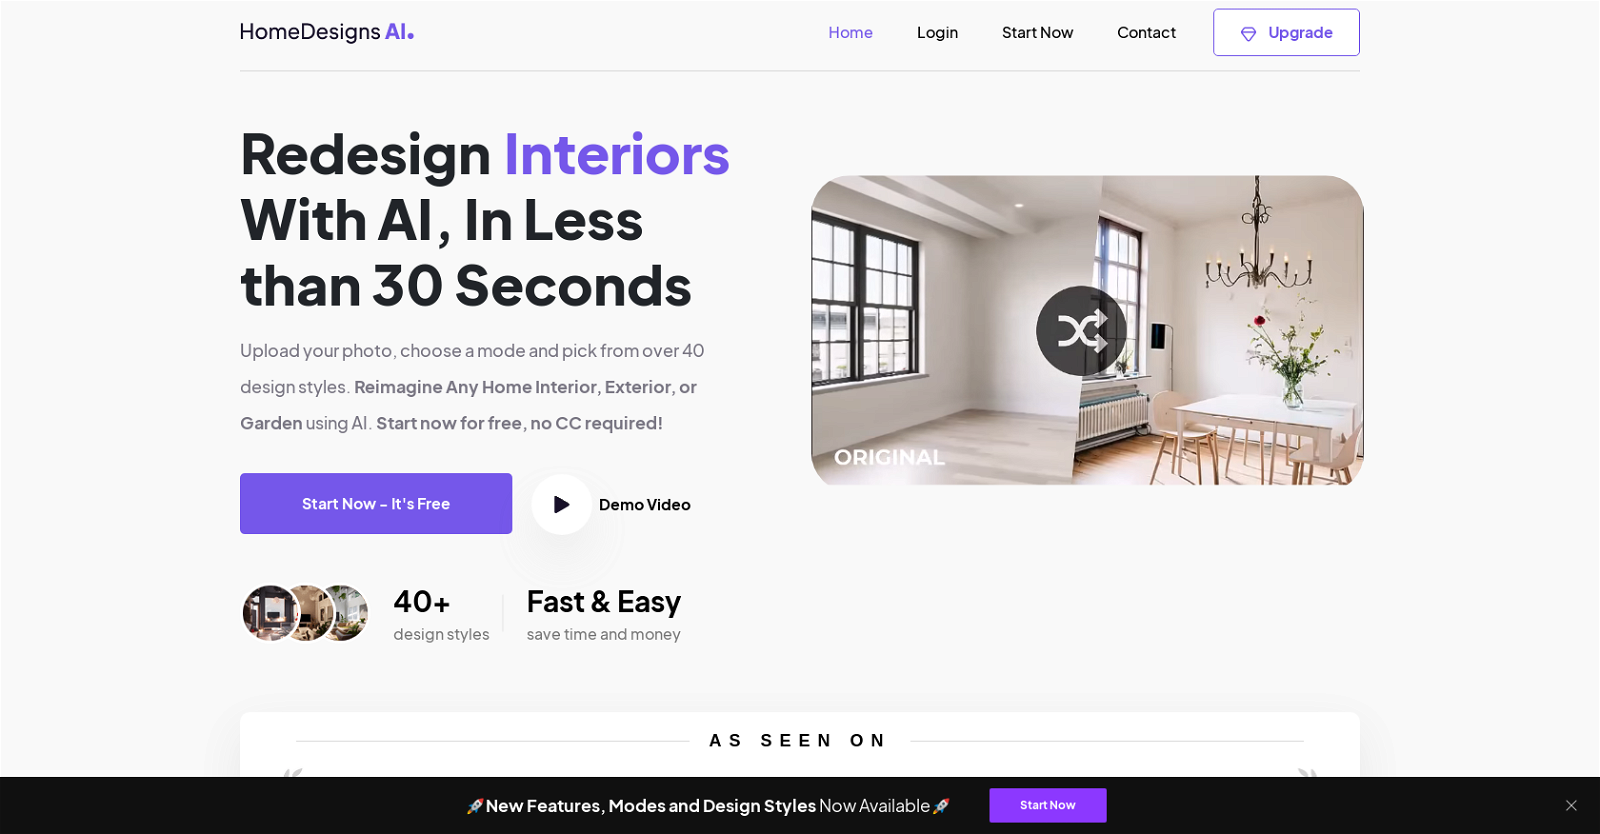 HomeDesigns AI.
Home Login Start Now Contact Upgrade
Redesign Interiors
With AI, In Less
than 30 Seconds
Upload your photo, choose a mode and pick from over 40
design styles. Reimagine Any Home Interior, Exterior, or
Garden using AI. Start now for free, no CC required!
Start Now - It's Free
Demo Video
ORIGINAL
40+
design styles
Fast & Easy
save time and money
AS SEEN ON
🚀New Features, Modes and Design Styles Now Available🚀
Start Now